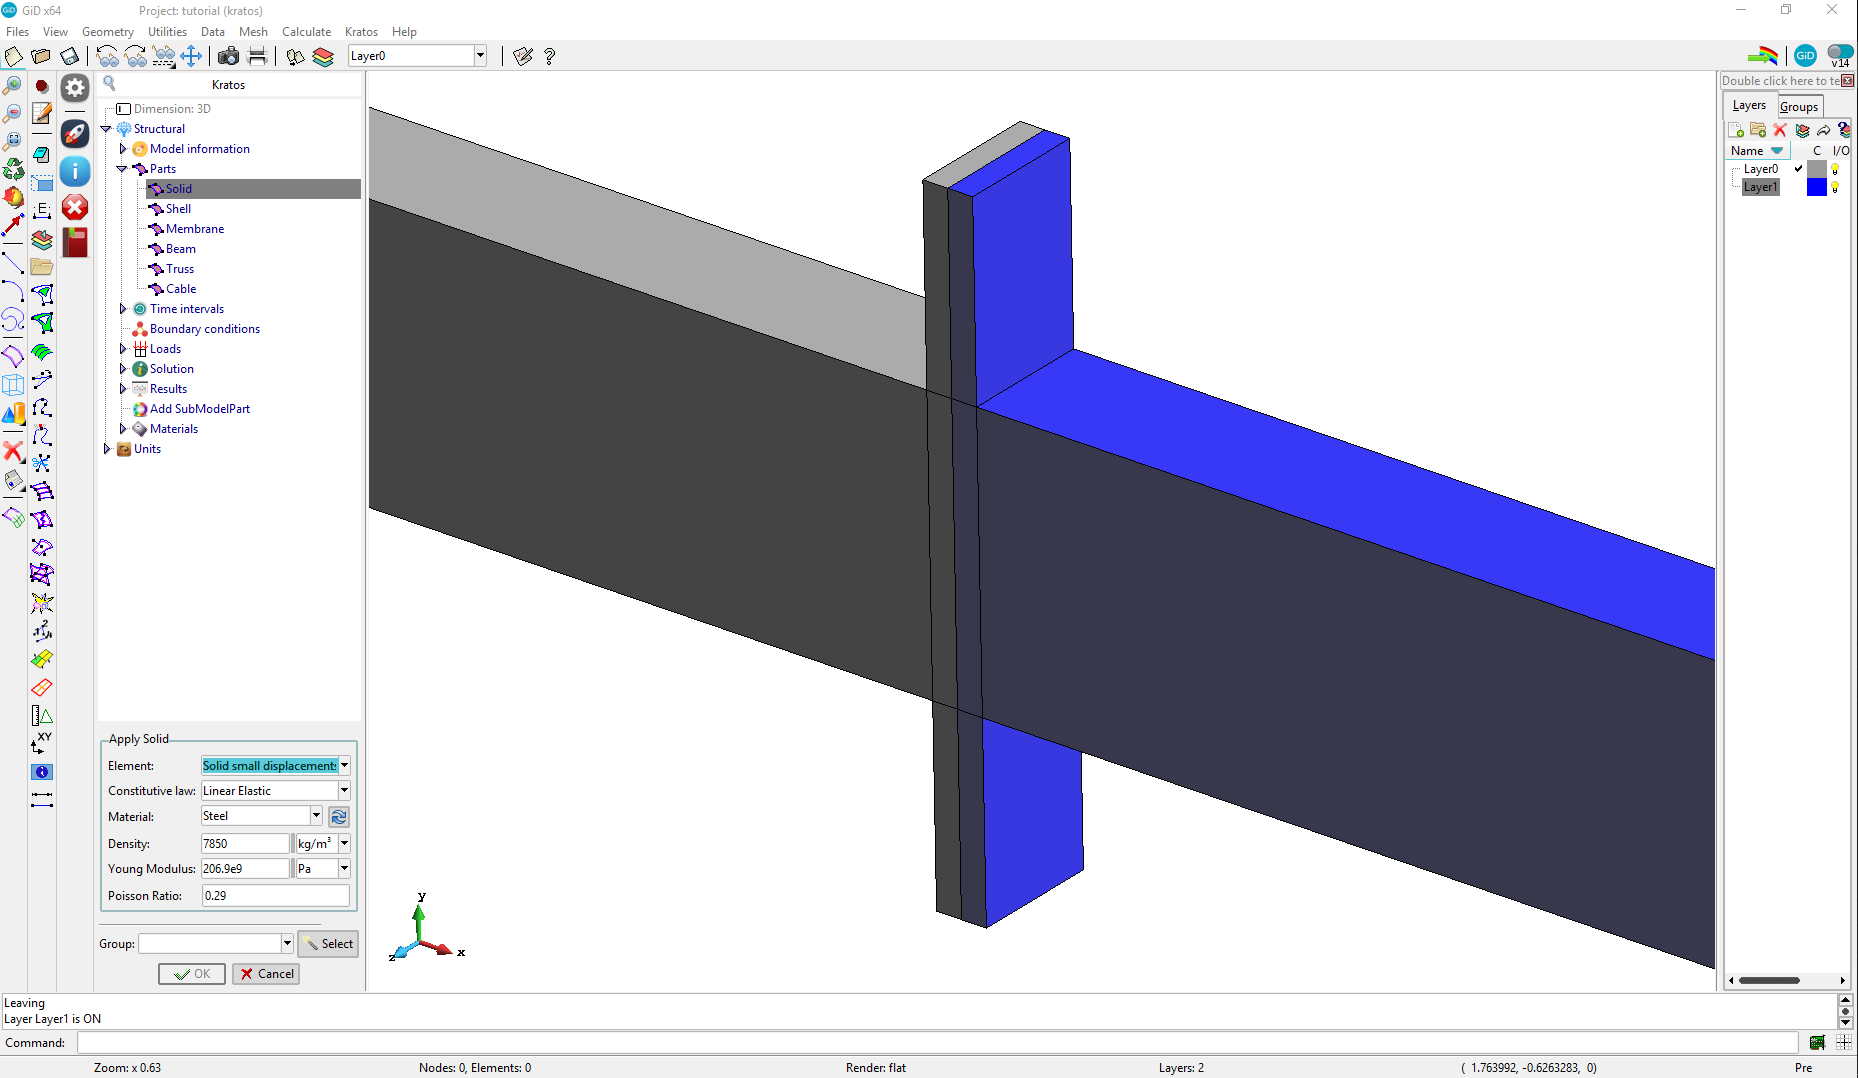 GiD x64
Project: tutorial (kratos)
Files View Geometry Utilities Data Mesh Calculate Kratos Help
Layer0
GiD
v14
Kratos
Dimension: 3D
Structural
Model information
Parts
Solid
Shell
Membrane
Beam
Truss
Cable
Time intervals
Boundary conditions
Loads
Solution
Results
Add SubModelPart
Materials
Units
Apply Solid
Element: Solid small displacement
Constitutive law: Linear Elastic
Material: Steel
Density: 7850 kg/m³
Young Modulus: 206.9e9 Pa
Poisson Ratio: 0.29
Group: Select
OK Cancel
y
x
z
Double click here to te
Layers Groups
Name C I/O
Layer0
Layer1
Leaving
Layer Layer1 is ON
Command:
Zoom: x 0.63 Nodes: 0, Elements: 0 Render: flat Layers: 2 ( 1.763992, -0.6263283, 0) Pre